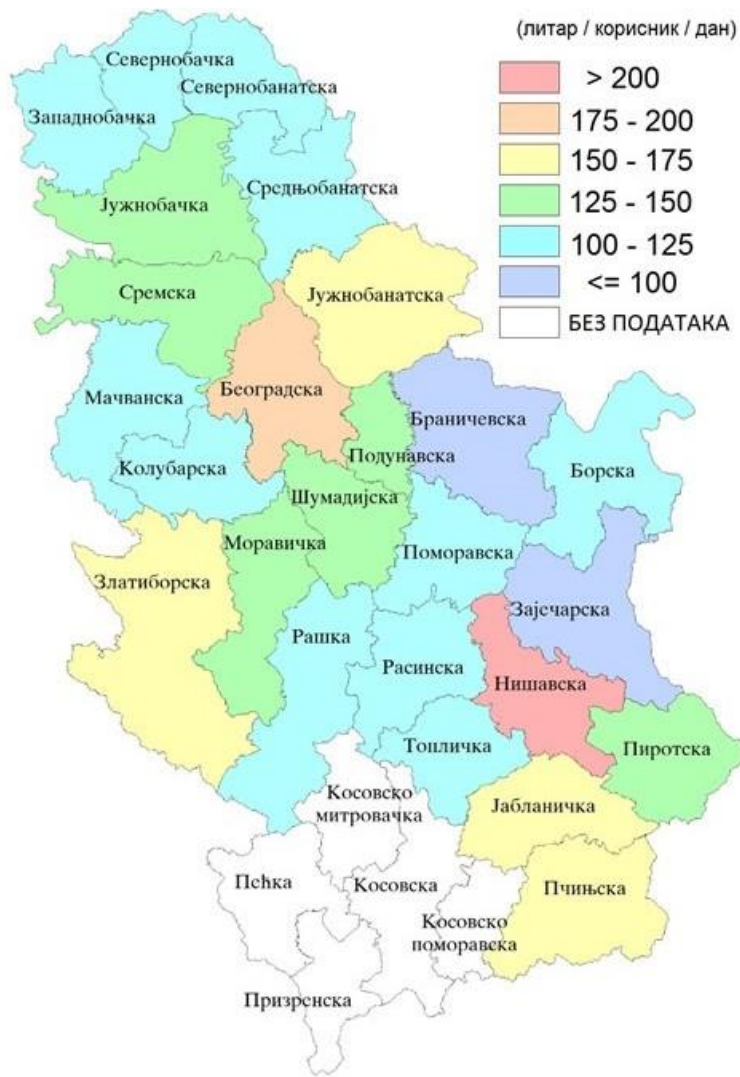 (литар / корисник / дан)
> 200
175 - 200
150 - 175
125 - 150
100 - 125
<= 100
БЕЗ ПОДАТАКА
Севернобачка
Севернобанатска
Западнобачка
Јужнобачка
Средњобанатска
Сремска
Јужнобанатска
Мачванска
Београдска
Браничевска
Колубарска
Подунавска
Борска
Шумадијска
Моравичка
Поморавска
Златиборска
Зајечарска
Рашка
Расинска
Нишавска
Топличка
Пиротска
Косовско
митровачка
Јабланичка
Пећка
Косовска
Пчињска
Косовско
поморавска
Призренска